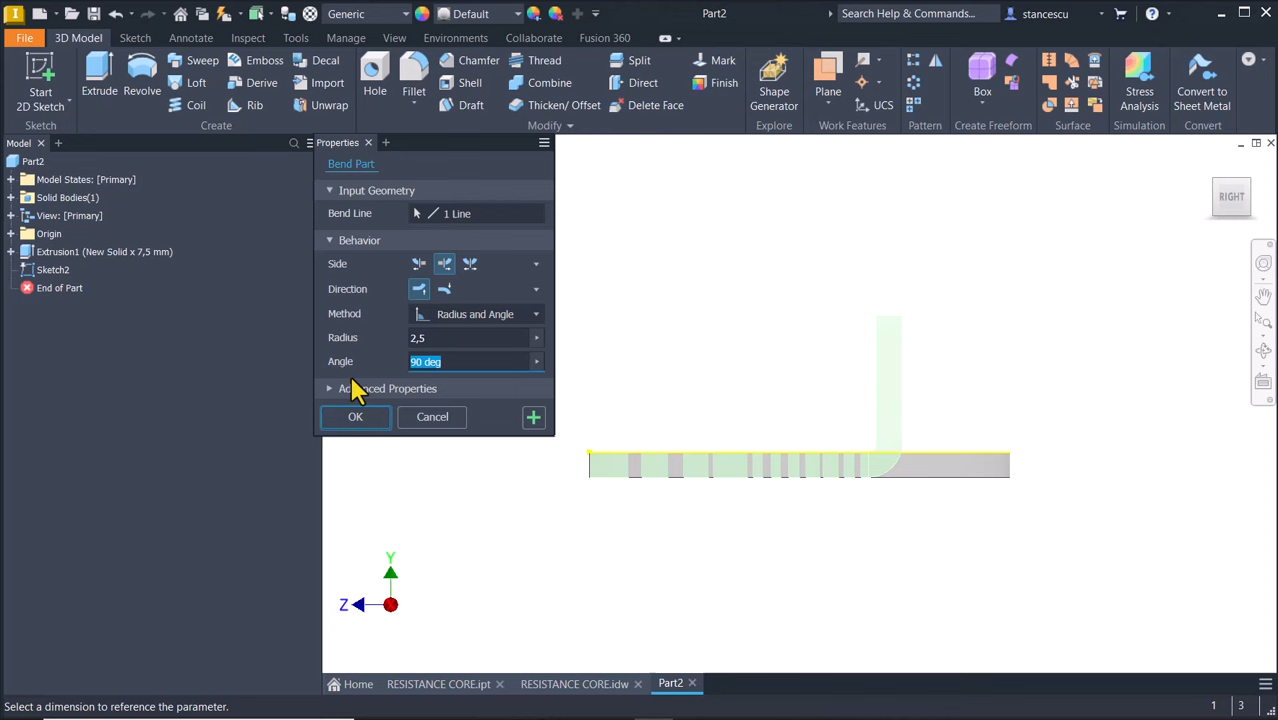 Generic Default Part2 Search Help & Commands... stancescu
File 3D Model Sketch Annotate Inspect Tools Manage View Environments Collaborate Fusion 360
Start
2D Sketch
Extrude
Revolve
Sweep
Loft
Coil
Emboss
Derive
Rib
Decal
Import
Unwrap
Hole
Fillet
Chamfer
Shell
Draft
Thread
Combine
Thicken/ Offset
Split
Direct
Delete Face
Mark
Finish
Shape
Generator
Plane
UCS
Box
Stress
Analysis
Convert to
Sheet Metal
Sketch Create Modify Explore Work Features Pattern Create Freeform Surface Simulation Convert
Model
Part2
Model States: [Primary]
Solid Bodies(1)
View: [Primary]
Origin
Extrusion1 (New Solid x 7,5 mm)
Sketch2
End of Part
Properties
Bend Part
Input Geometry
Bend Line 1 Line
Behavior
Side
Direction
Method Radius and Angle
Radius 2,5
Angle 90 deg
Advanced Properties
OK Cancel
RIGHT
Y
Z
Home RESISTANCE CORE.ipt RESISTANCE CORE.idw Part2
Select a dimension to reference the parameter. 1 3